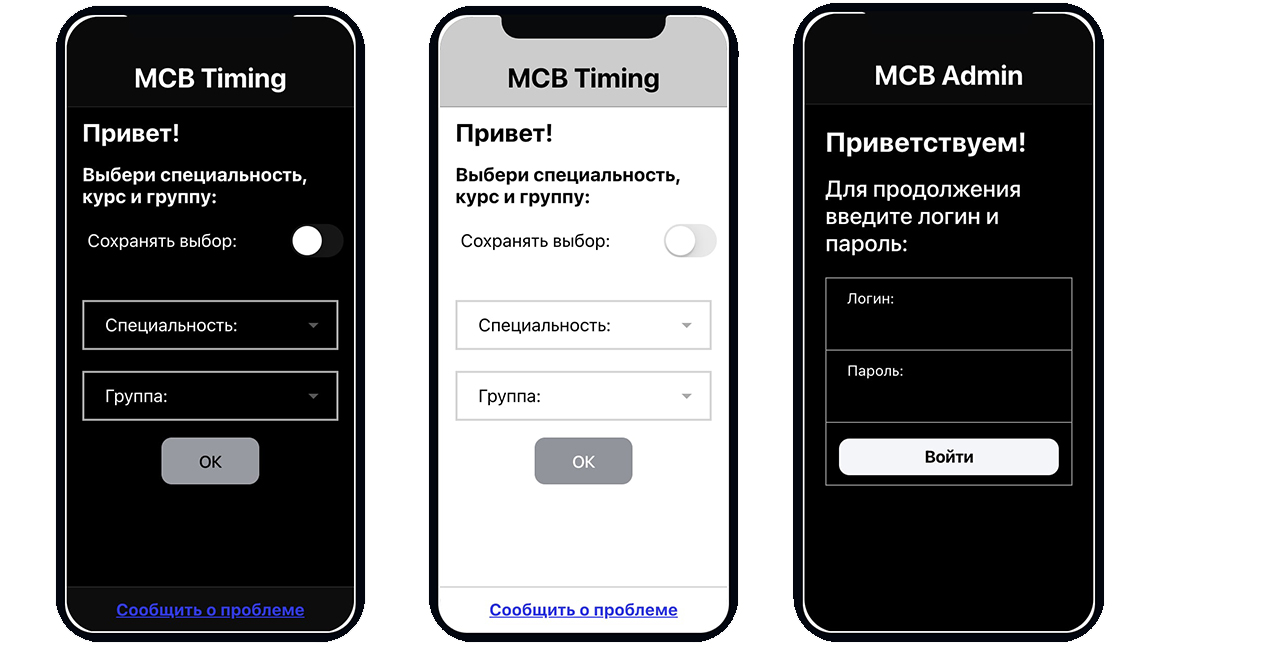 MCB Timing
Привет!
Выбери специальность,
курс и группу:
Сохранять выбор:
Специальность:
Группа:
OK
Сообщить о проблеме
MCB Timing
Привет!
Выбери специальность,
курс и группу:
Сохранять выбор:
Специальность:
Группа:
OK
Сообщить о проблеме
MCB Admin
Приветствуем!
Для продолжения
введите логин и
пароль:
Логин:
Пароль:
Войти